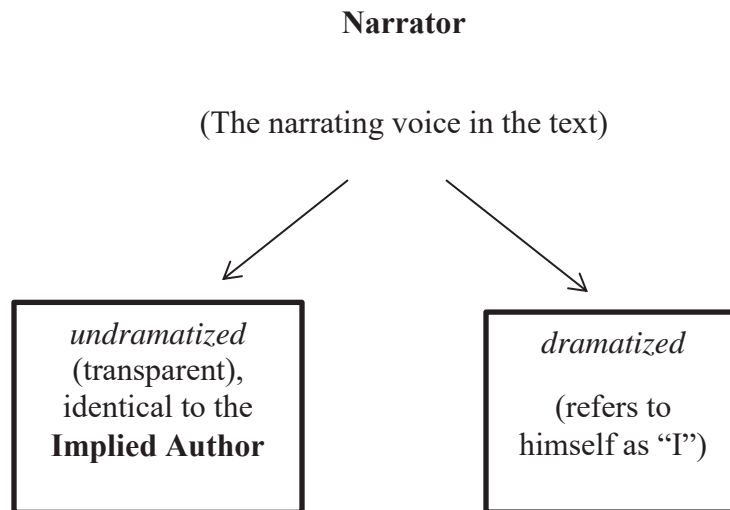 Narrator
(The narrating voice in the text)
undramatized
(transparent),
identical to the
Implied Author
dramatized
(refers to
himself as “I”)